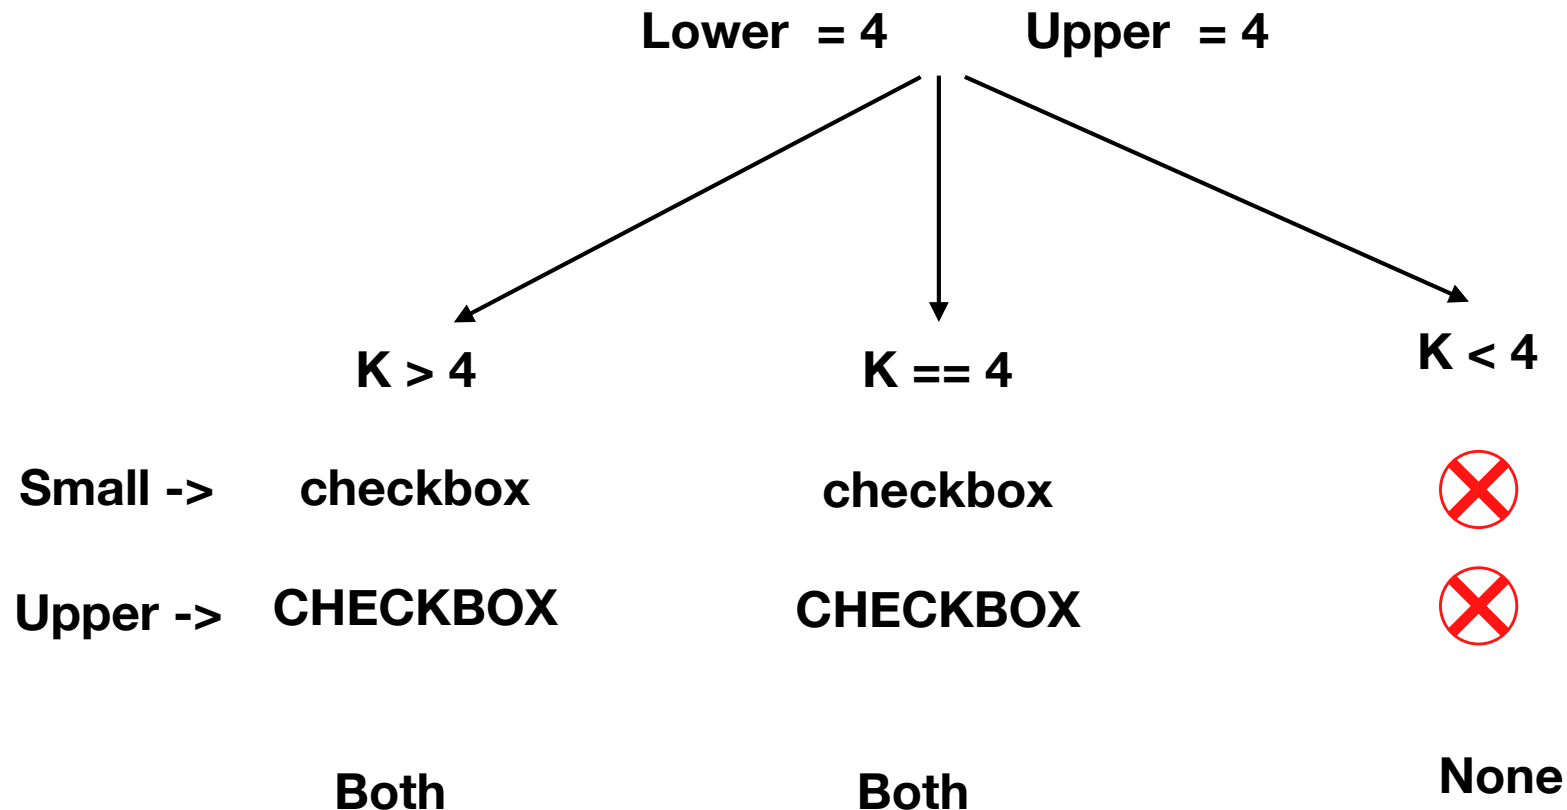 Lower = 4 Upper = 4
K > 4 K == 4 K < 4
Small -> checkbox checkbox
Upper -> CHECKBOX CHECKBOX
Both Both None